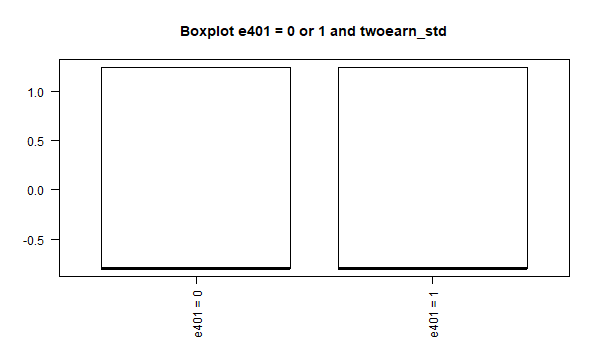 Boxplot e401 = 0 or 1 and twoearn_std
1.0
0.5
0.0
-0.5
e401 = 0
e401 = 1